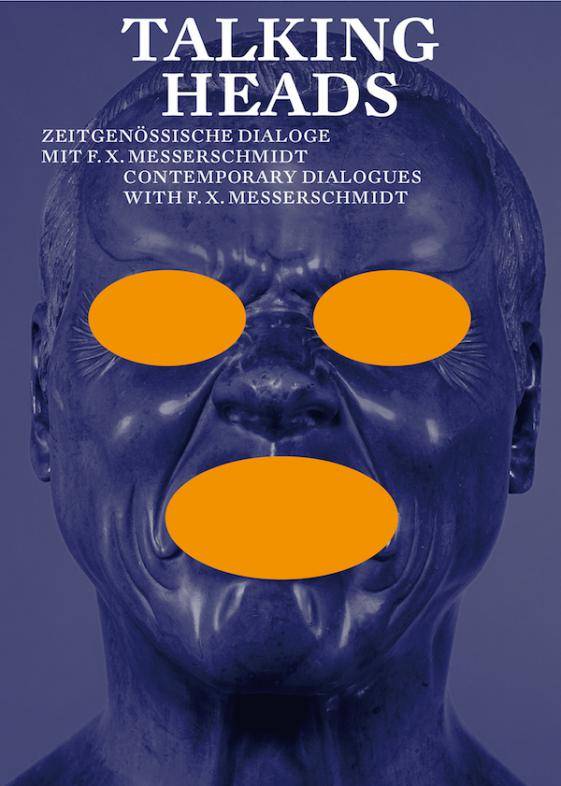 TALKING
HEADS
ZEITGENÖSSISCHE DIALOGE
MIT F. X. MESSERSCHMIDT
CONTEMPORARY DIALOGUES
WITH F. X. MESSERSCHMIDT